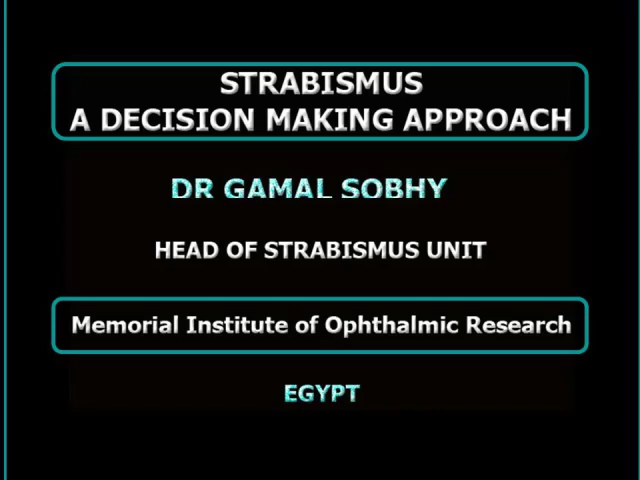 STRABISMUS
A DECISION MAKING APPROACH
DR GAMAL SOBHY
HEAD OF STRABISMUS UNIT
Memorial Institute of Ophthalmic Research
EGYPT